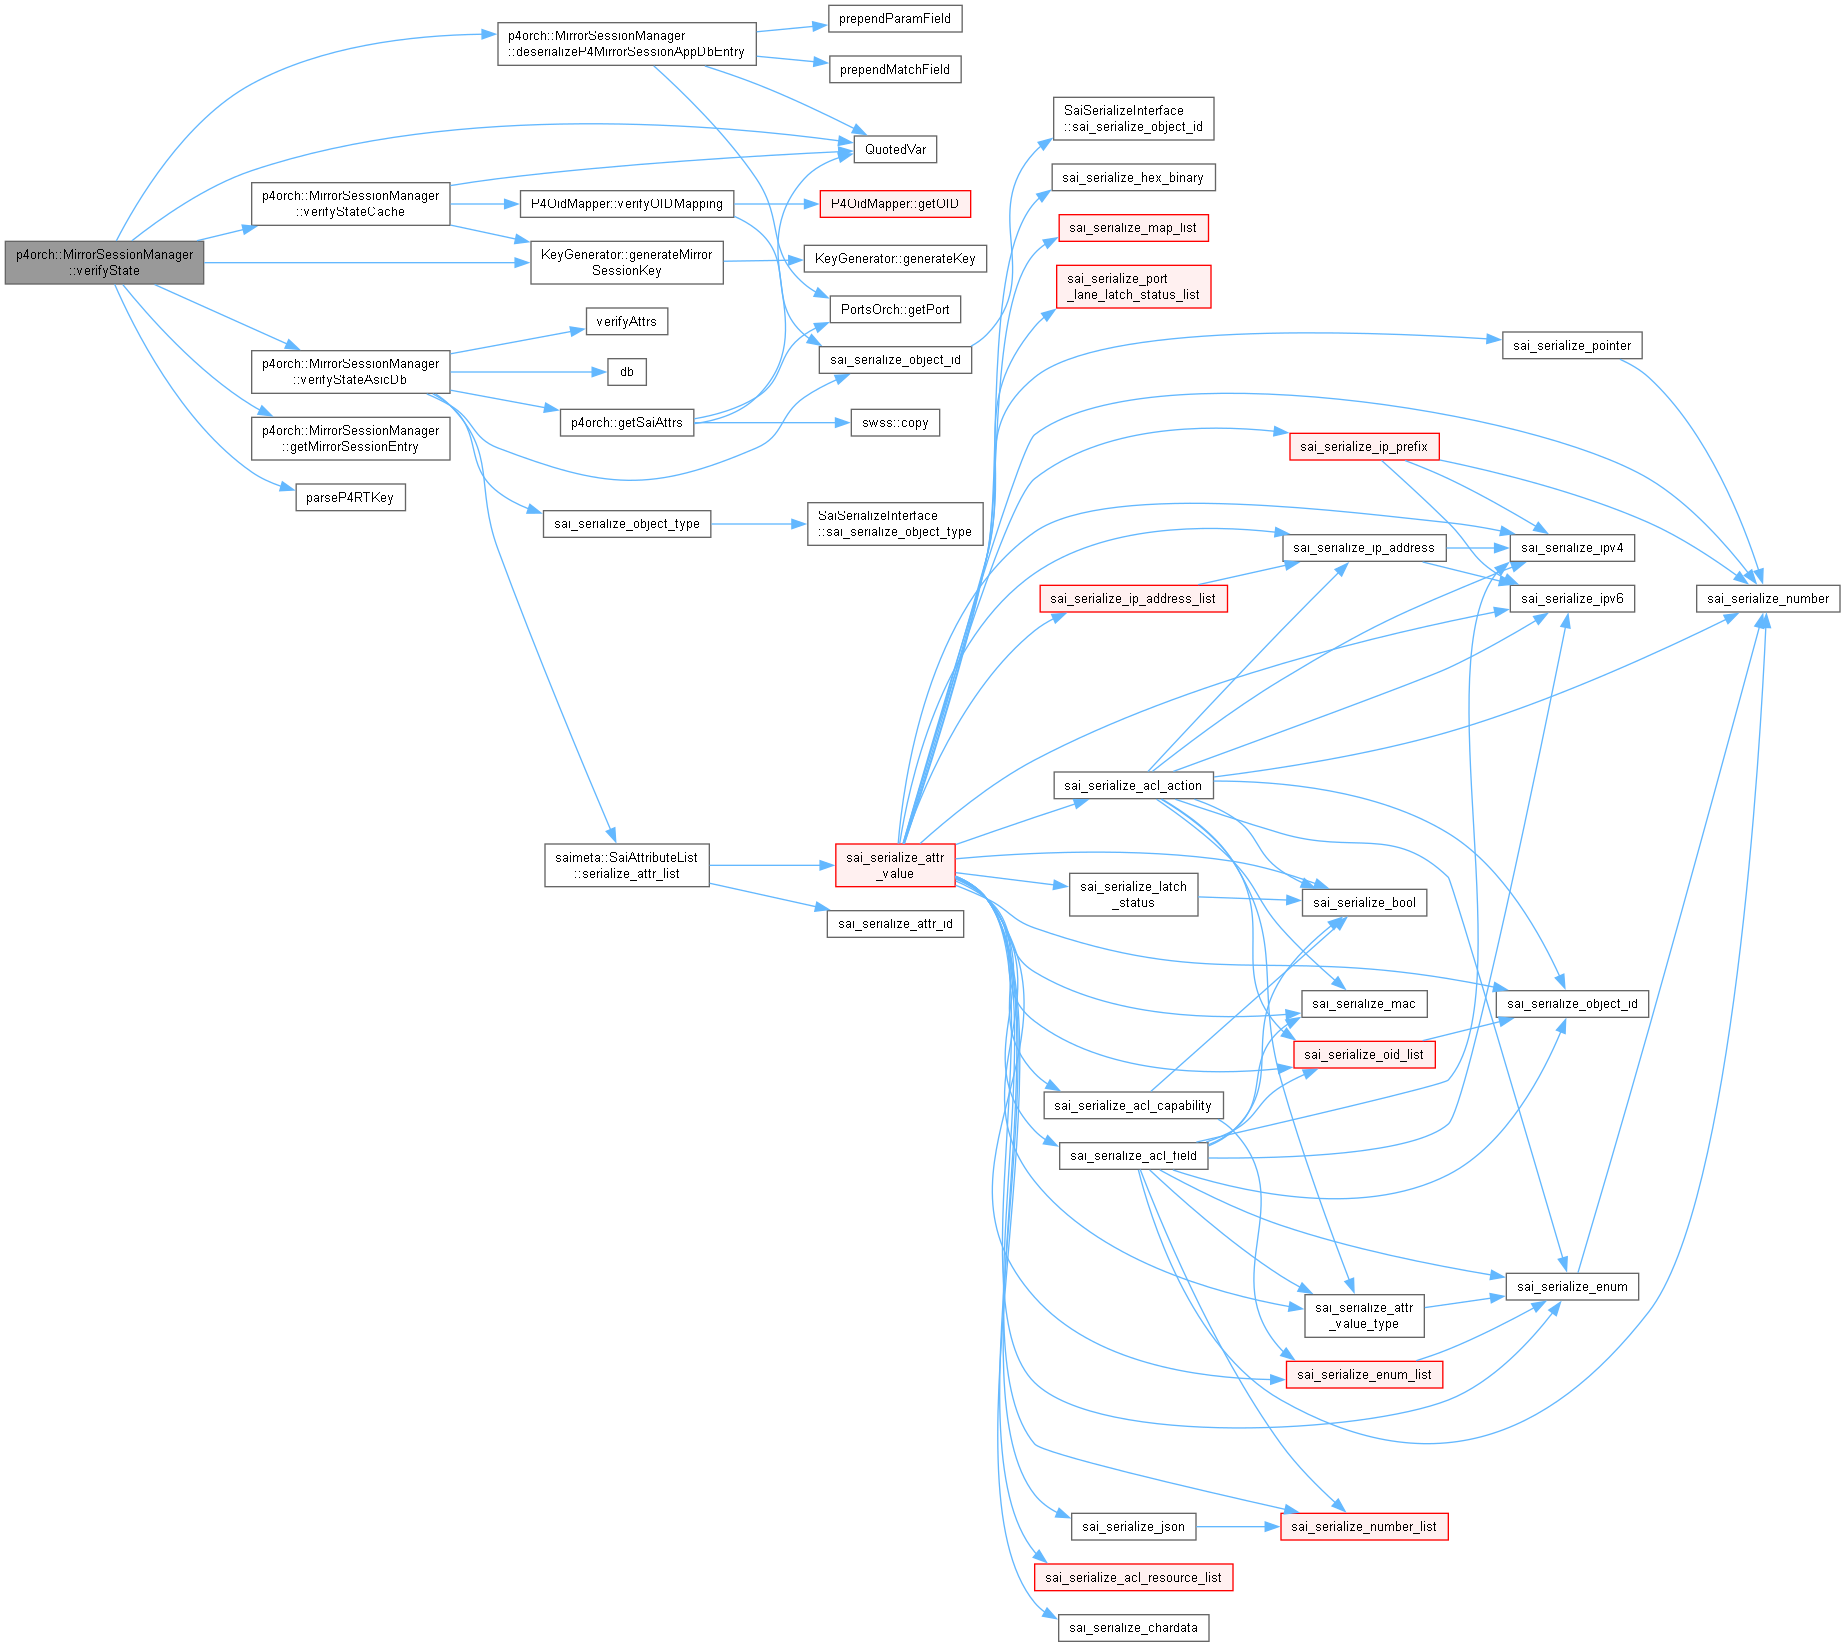 p4orch::MirrorSessionManager
::verifyState
p4orch::MirrorSessionManager
::deserializeP4MirrorSessionAppDbEntry
prependParamField
prependMatchField
QuotedVar
p4orch::MirrorSessionManager
::verifyStateCache
P4OidMapper::verifyOIDMapping
P4OidMapper::getOID
KeyGenerator::generateMirror
SessionKey
KeyGenerator::generateKey
verifyAttrs
PortsOrch::getPort
p4orch::MirrorSessionManager
::verifyStateAsicDb
db
sai_serialize_object_id
p4orch::getSaiAttrs
swss::copy
p4orch::MirrorSessionManager
::getMirrorSessionEntry
parseP4RTKey
sai_serialize_object_type
SaiSerializeInterface
::sai_serialize_object_type
SaiSerializeInterface
::sai_serialize_object_id
sai_serialize_hex_binary
sai_serialize_map_list
sai_serialize_port
_lane_latch_status_list
sai_serialize_pointer
sai_serialize_ip_prefix
sai_serialize_ip_address
sai_serialize_ipv4
sai_serialize_ip_address_list
sai_serialize_ipv6
sai_serialize_number
sai_serialize_acl_action
saimeta::SaiAttributeList
::serialize_attr_list
sai_serialize_attr
_value
sai_serialize_attr_id
sai_serialize_latch
_status
sai_serialize_bool
sai_serialize_mac
sai_serialize_object_id
sai_serialize_oid_list
sai_serialize_acl_capability
sai_serialize_acl_field
sai_serialize_enum
sai_serialize_attr
_value_type
sai_serialize_enum_list
sai_serialize_json
sai_serialize_number_list
sai_serialize_acl_resource_list
sai_serialize_chardata